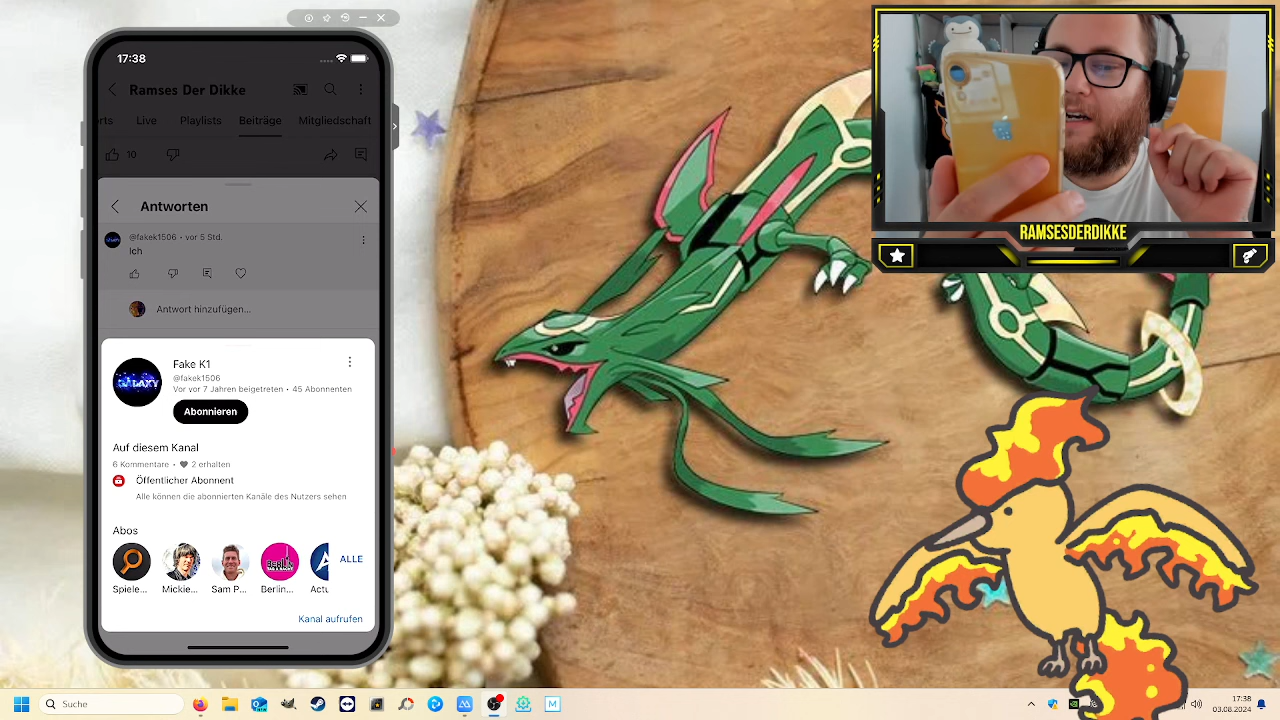 17:38
Ramses Der Dikke
orts Live Playlists Beiträge Mitgliedschaft
10
Antworten
@fakek1506 • vor 5 Std.
Ich
Antwort hinzufügen...
GALAXY
Fake K1
@fakek1506
Vor vor 7 Jahren beigetreten • 45 Abonnenten
Abonnieren
Auf diesem Kanal
6 Kommentare • 2 erhalten
Öffentlicher Abonnent
Alle können die abonnierten Kanäle des Nutzers sehen
Abos
BERLIN
ALLE
Spiele... Mickie... Sam P... Berlin...
Kanal aufrufen
RAMSESDERDIKKE
Suche
M
17:38
03.08.2024